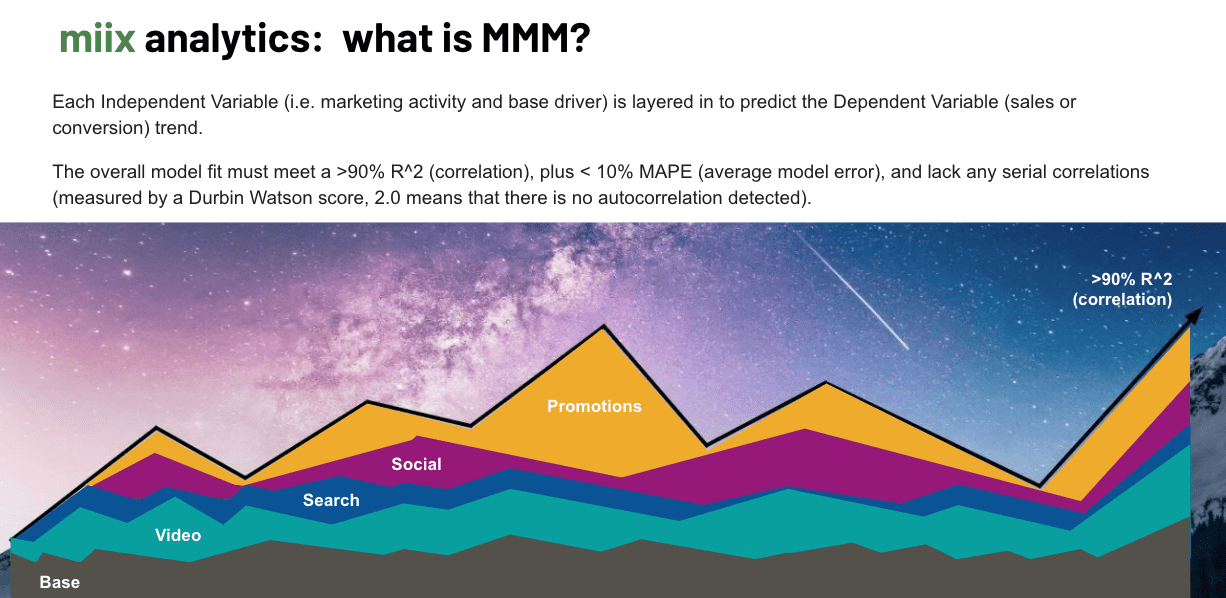 miix analytics:  what is MMM?
Each Independent Variable (i.e. marketing activity and base driver) is layered in to predict the Dependent Variable (sales or
conversion) trend.
The overall model fit must meet a >90% R^2 (correlation), plus < 10% MAPE (average model error), and lack any serial correlations
(measured by a Durbin Watson score, 2.0 means that there is no autocorrelation detected).
>90% R^2
(correlation)
Promotions
Social
Search
Video
Base